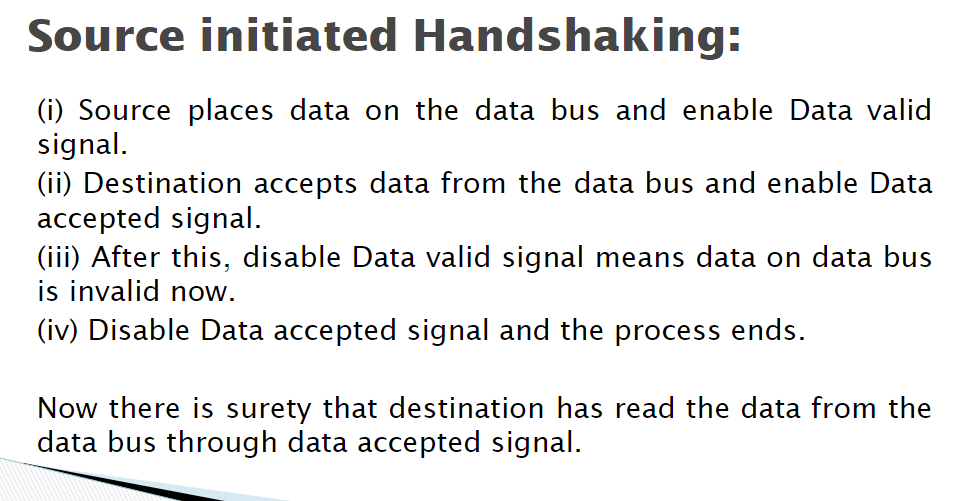 Source initiated Handshaking:
(i) Source places data on the data bus and enable Data valid
signal.
(ii) Destination accepts data from the data bus and enable Data
accepted signal.
(iii) After this, disable Data valid signal means data on data bus
is invalid now.
(iv) Disable Data accepted signal and the process ends.
Now there is surety that destination has read the data from the
data bus through data accepted signal.